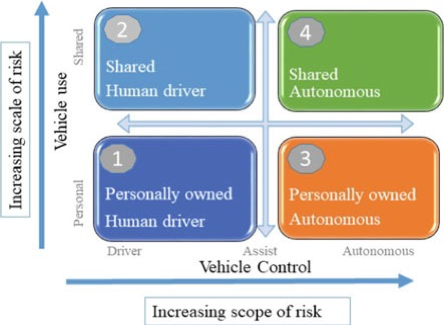 Increasing scale of risk
Vehicle use
Shared
Personal
2
Shared
Human driver
4
Shared
Autonomous
1
Personally owned
Human driver
3
Personally owned
Autonomous
Driver
Assist
Autonomous
Vehicle Control
Increasing scope of risk